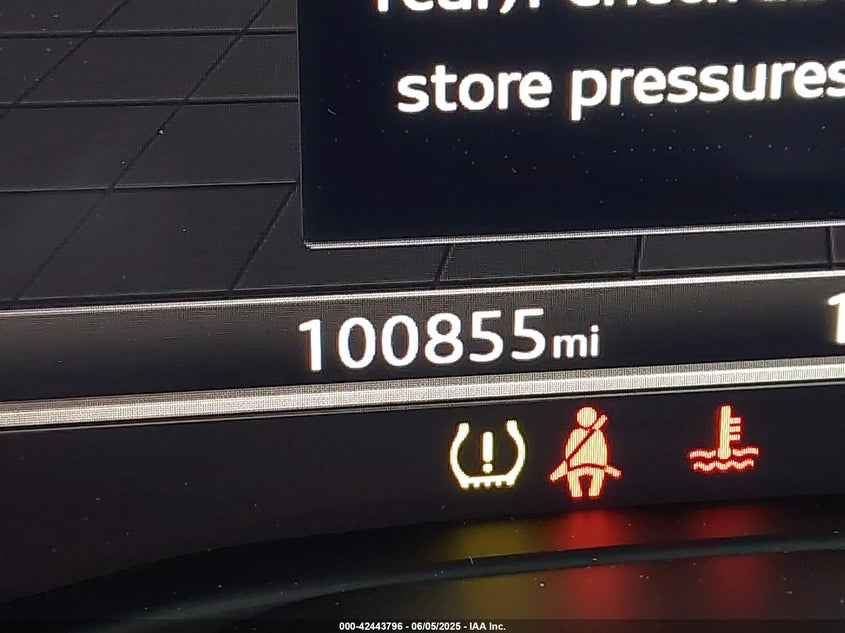 store pressures
100855mi
000-42443796 - 06/05/2025 - IAA Inc.